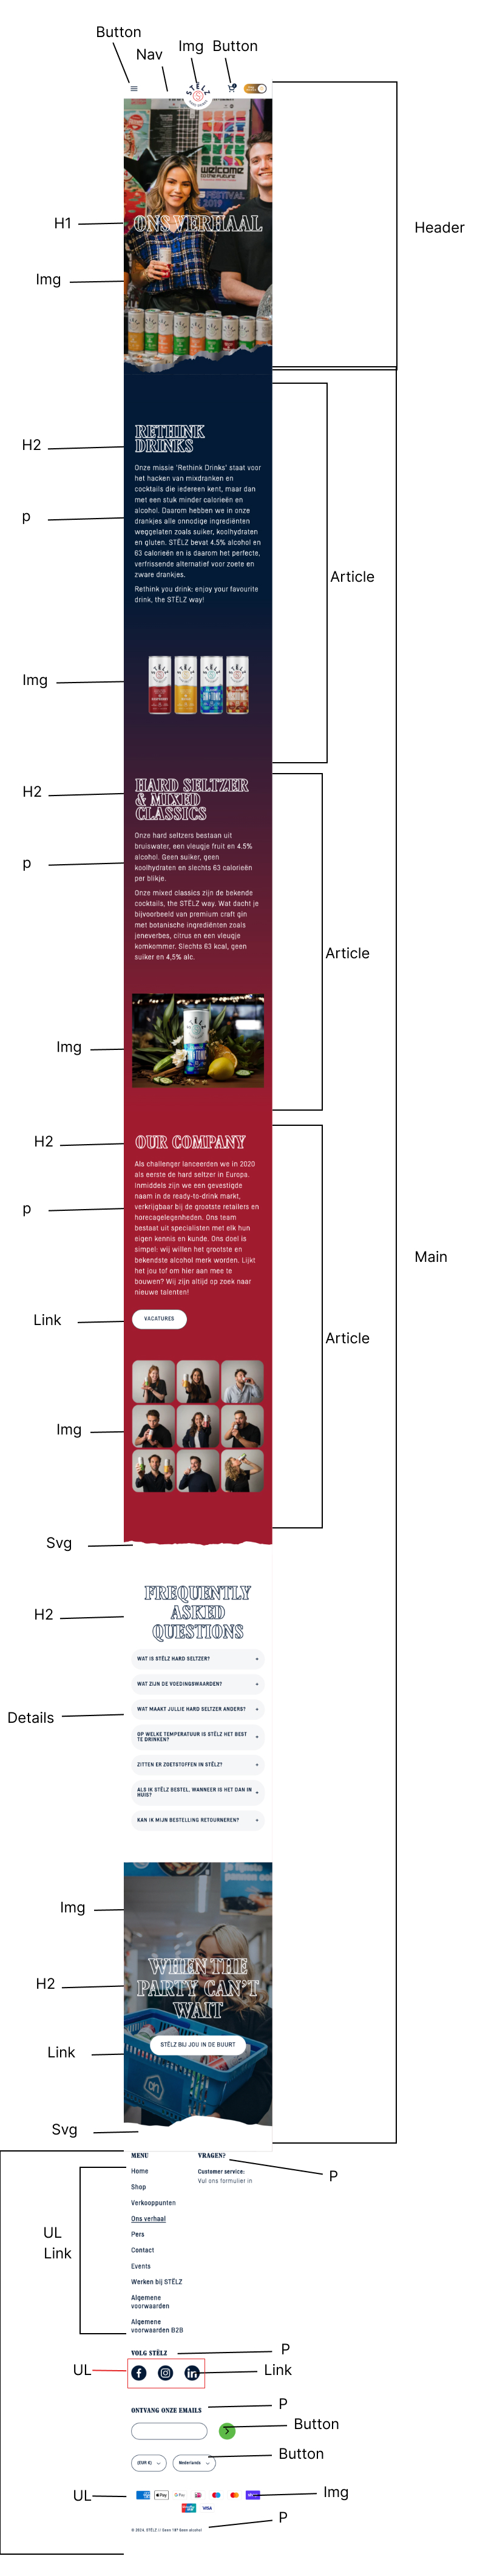 Button
Nav
Img
Button
STËLZ
WELCOME
FESTIVAL
2019
H1
ONS VERHAAL
Header
Img
H2
RETHINK
DRINKS
p
Onze missie 'Rethink Drinks' staat voor
het hacken van mixdranken en
cocktails die iedereen kent, maar dan
met een stuk minder calorieën en
alcohol. Daarom hebben we in onze
drankjes alle onnodige ingrediënten
weggelaten zoals suiker, koolhydraten
en gluten. STËLZ bevat 4,5% alcohol en
63 calorieën en is daarom het perfecte,
verfrissende alternatief voor zoete en
zware drankjes.
Rethink you drink: enjoy your favourite
drink, the STËLZ way!
Article
Img
H2
HARD SELTZER
& MIXED
CLASSICS
p
Onze hard seltzers bestaan uit
bruiswater, een vleugje fruit en 4.5%
alcohol. Geen suiker, geen
koolhydraten en slechts 63 calorieën
per blikje.
Onze mixed classics zijn de bekende
cocktails, the STËLZ way. Wat dacht je
bijvoorbeeld van premium craft gin
met botanische ingrediënten zoals
jeneverbes, citrus en een vleugje
komkommer. Slechts 63 kcal, geen
suiker en 4,5% alc.
Article
Img
H2
OUR COMPANY
p
Als challenger lanceerden we in 2020
als eerste de hard seltzer in Europa.
Inmiddels zijn we een gevestigde
naam in de ready-to-drink markt,
verkrijgbaar bij de grootste retailers en
horecagelegenheden. Ons team
bestaat uit specialisten met elk hun
eigen kennis en kunde. Ons doel is
simpel: wij willen het grootste en
bekendste alcohol merk worden. Lijkt
het jou tof om hier aan mee te
bouwen? Wij zijn altijd op zoek naar
nieuwe talenten!
Main
Link
VACATURES
Article
Img
Svg
H2
FREQUENTLY
ASKED
QUESTIONS
Details
WAT IS STËLZ HARD SELTZER? +
WAT ZIJN DE VOEDINGSWAARDEN? +
WAT MAAKT JULLIE HARD SELTZER ANDERS? +
OP WELKE TEMPERATUUR IS STËLZ HET BEST
TE DRINKEN? +
ZITTEN ER ZOETSTOFFEN IN STËLZ? +
ALS IK STËLZ BESTEL, WANNEER IS HET DAN IN
HUIS? +
KAN IK MIJN BESTELLING RETOURNEREN? +
Img
H2
WHEN THE
PARTY CAN'T
WAIT
Link
STËLZ BIJ JOU IN DE BUURT
Svg
MENU
VRAGEN?
Home
Customer service:
Vul ons formulier in
P
Shop
Verkooppunten
Ons verhaal
Pers
Contact
Events
Werken bij STËLZ
Algemene
voorwaarden
Algemene
voorwaarden B2B
UL
Link
VOLG STËLZ
P
UL
Link
ONTVANG ONZE EMAILS
P
Button
(EUR €)
Nederlands
Button
UL
Pay
VISA
Img
P
© 2024, STËLZ // Geen 18? Geen alcohol